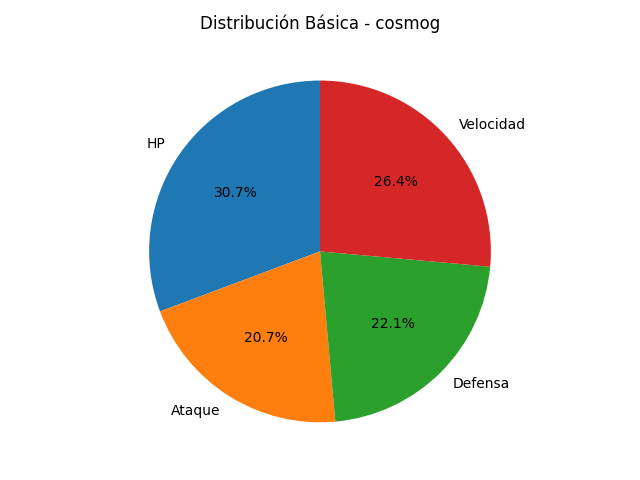 Distribución Básica - cosmog
Velocidad
HP
26.4%
30.7%
22.1%
20.7%
Defensa
Ataque